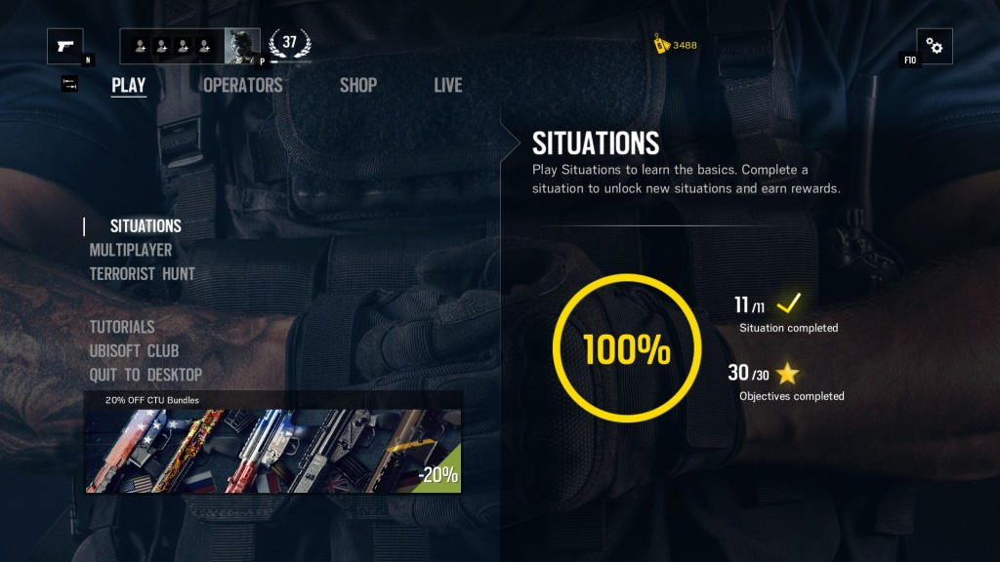 N
P
37
3488
F10
PLAY
OPERATORS
SHOP
LIVE
SITUATIONS
MULTIPLAYER
TERRORIST HUNT
TUTORIALS
UBISOFT CLUB
QUIT TO DESKTOP
20% OFF CTU Bundles
-20%
SITUATIONS
Play Situations to learn the basics. Complete a
situation to unlock new situations and earn rewards.
100%
11/11
Situation completed
30/30
Objectives completed